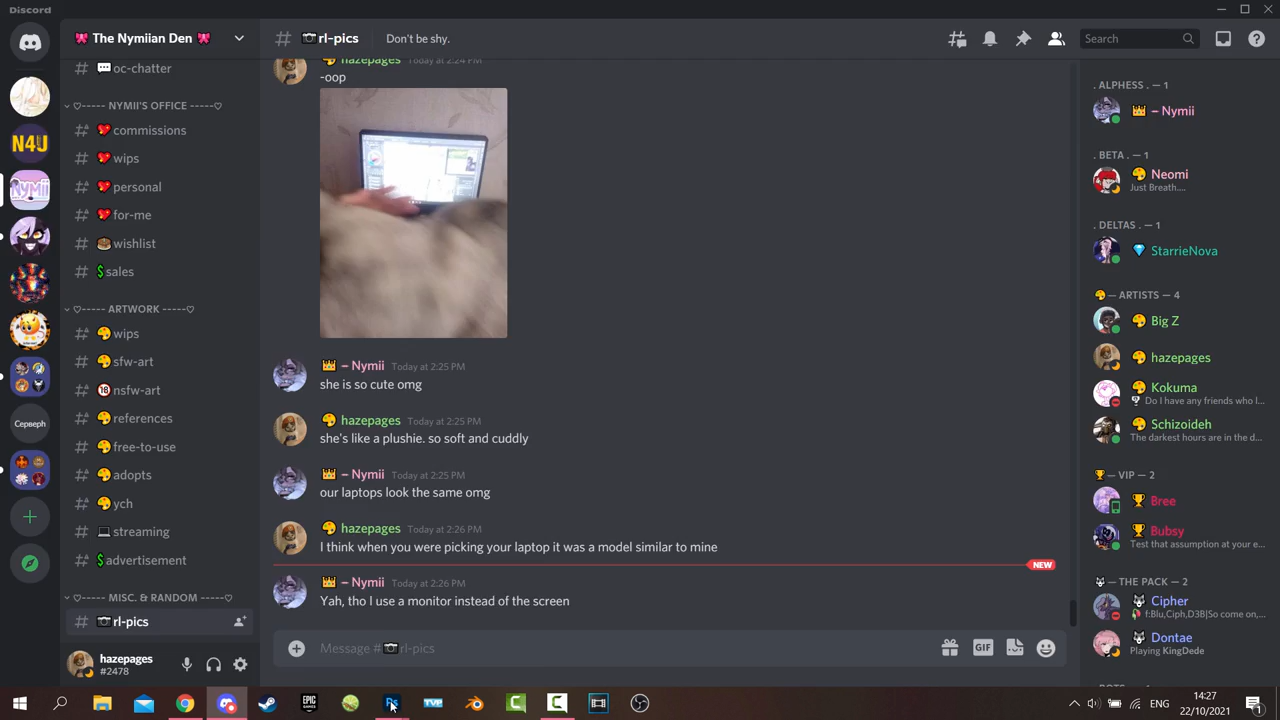 Discord
The Nymiian Den
rl-pics
Don't be shy.
Search
oc-chatter
♡----- NYMII'S OFFICE -----♡
commissions
wips
personal
for-me
wishlist
sales
♡----- ARTWORK -----♡
wips
sfw-art
nsfw-art
references
free-to-use
adopts
ych
streaming
advertisement
♡----- MISC. & RANDOM -----♡
rl-pics
hazepages
#2478
N4U
NYMII
Серверн
hazepages Today at 2:24 PM
-oop
– Nymii Today at 2:25 PM
she is so cute omg
hazepages Today at 2:25 PM
she's like a plushie. so soft and cuddly
– Nymii Today at 2:25 PM
our laptops look the same omg
hazepages Today at 2:26 PM
I think when you were picking your laptop it was a model similar to mine
NEW
– Nymii Today at 2:26 PM
Yah, tho I use a monitor instead of the screen
Message # rl-pics
GIF
. ALPHESS. — 1
– Nymii
. BETA . — 1
Neomi
Just Breath....
. DELTAS . — 1
StarrieNova
— ARTISTS — 4
Big Z
hazepages
Kokuma
Do I have any friends who l...
Schizoideh
The darkest hours are in the d...
— VIP — 2
Bree
Bubsy
Test that assumption at your e...
— THE PACK — 2
Cipher
f:Blu,Ciph,D3B|So come on,...
Dontae
Playing KingDede
EPIC GAMES
TVP
ENG
14:27
22/10/2021